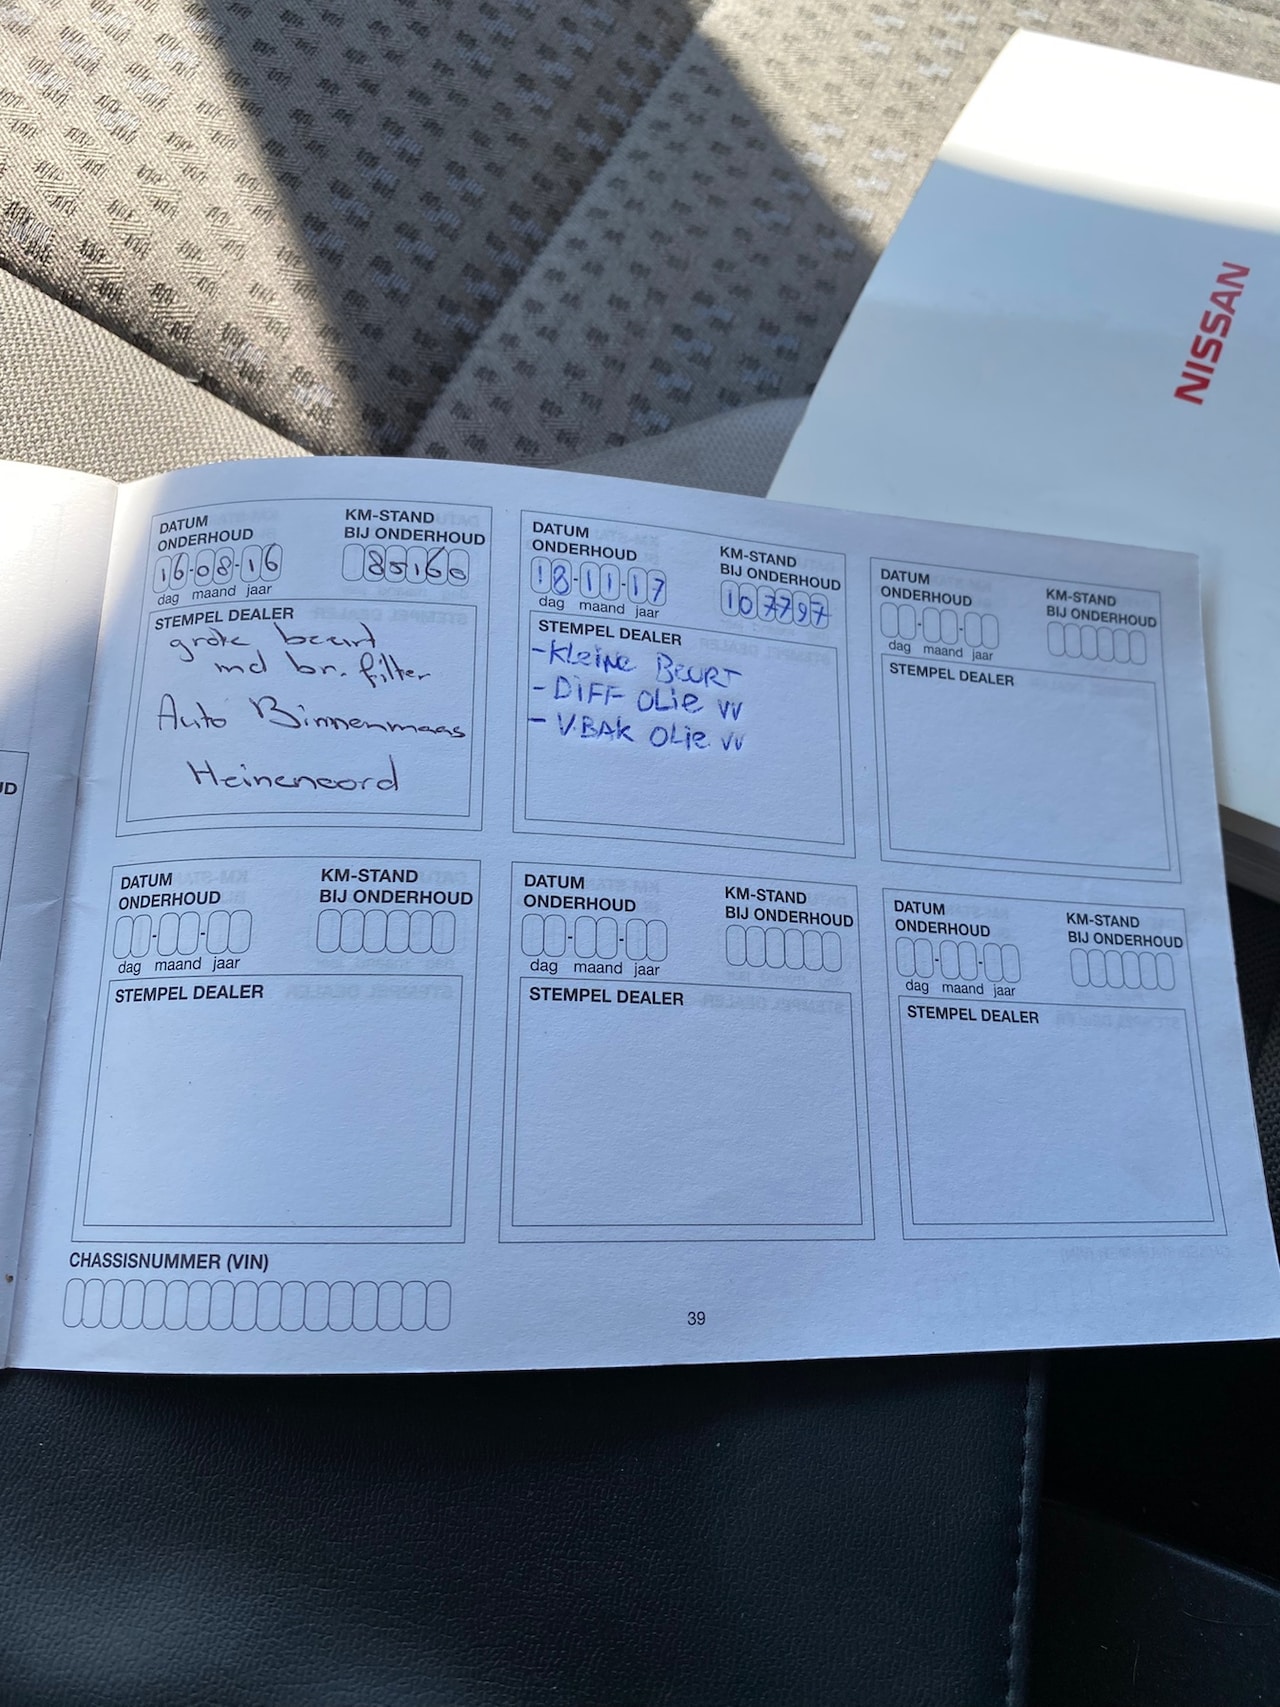 NISSAN
UD
DATUM
ONDERHOUD
KM-STAND
BIJ ONDERHOUD
16-08-16
85160
dag maand jaar
STEMPEL DEALER
grote beurt
md br. filter
Auto Binnenmaas
Heinenoord
DATUM
ONDERHOUD
KM-STAND
BIJ ONDERHOUD
18-11-17
107797
dag maand jaar
STEMPEL DEALER
-KLEINE BEURT
- DIFF OLIE VV
- V.BAK OLIE VV
DATUM
ONDERHOUD
KM-STAND
BIJ ONDERHOUD
dag maand jaar
STEMPEL DEALER
DATUM
ONDERHOUD
KM-STAND
BIJ ONDERHOUD
dag maand jaar
STEMPEL DEALER
DATUM
ONDERHOUD
KM-STAND
BIJ ONDERHOUD
dag maand jaar
STEMPEL DEALER
DATUM
ONDERHOUD
KM-STAND
BIJ ONDERHOUD
dag maand jaar
STEMPEL DEALER
CHASSISNUMMER (VIN)
39